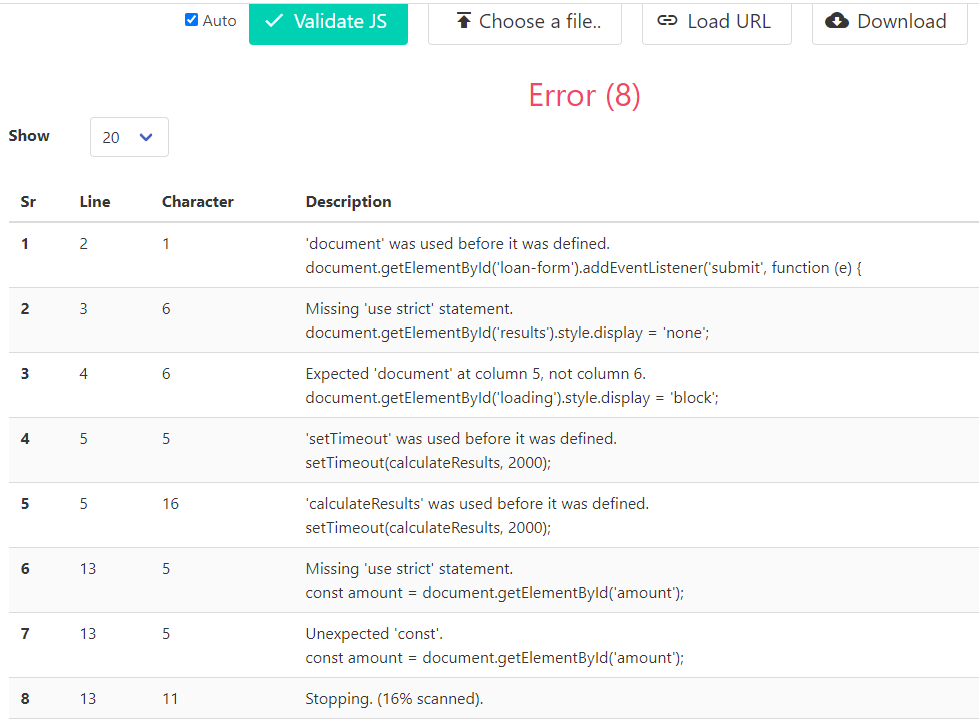 Auto
Validate JS
Choose a file..
Load URL
Download
Error (8)
Show
20
Sr Line Character Description
1 2 1 'document' was used before it was defined.
document.getElementById('loan-form').addEventListener('submit', function (e) {
2 3 6 Missing 'use strict' statement.
document.getElementById('results').style.display = 'none';
3 4 6 Expected 'document' at column 5, not column 6.
document.getElementById('loading').style.display = 'block';
4 5 5 'setTimeout' was used before it was defined.
setTimeout(calculateResults, 2000);
5 5 16 'calculateResults' was used before it was defined.
setTimeout(calculateResults, 2000);
6 13 5 Missing 'use strict' statement.
const amount = document.getElementById('amount');
7 13 5 Unexpected 'const'.
const amount = document.getElementById('amount');
8 13 11 Stopping. (16% scanned).